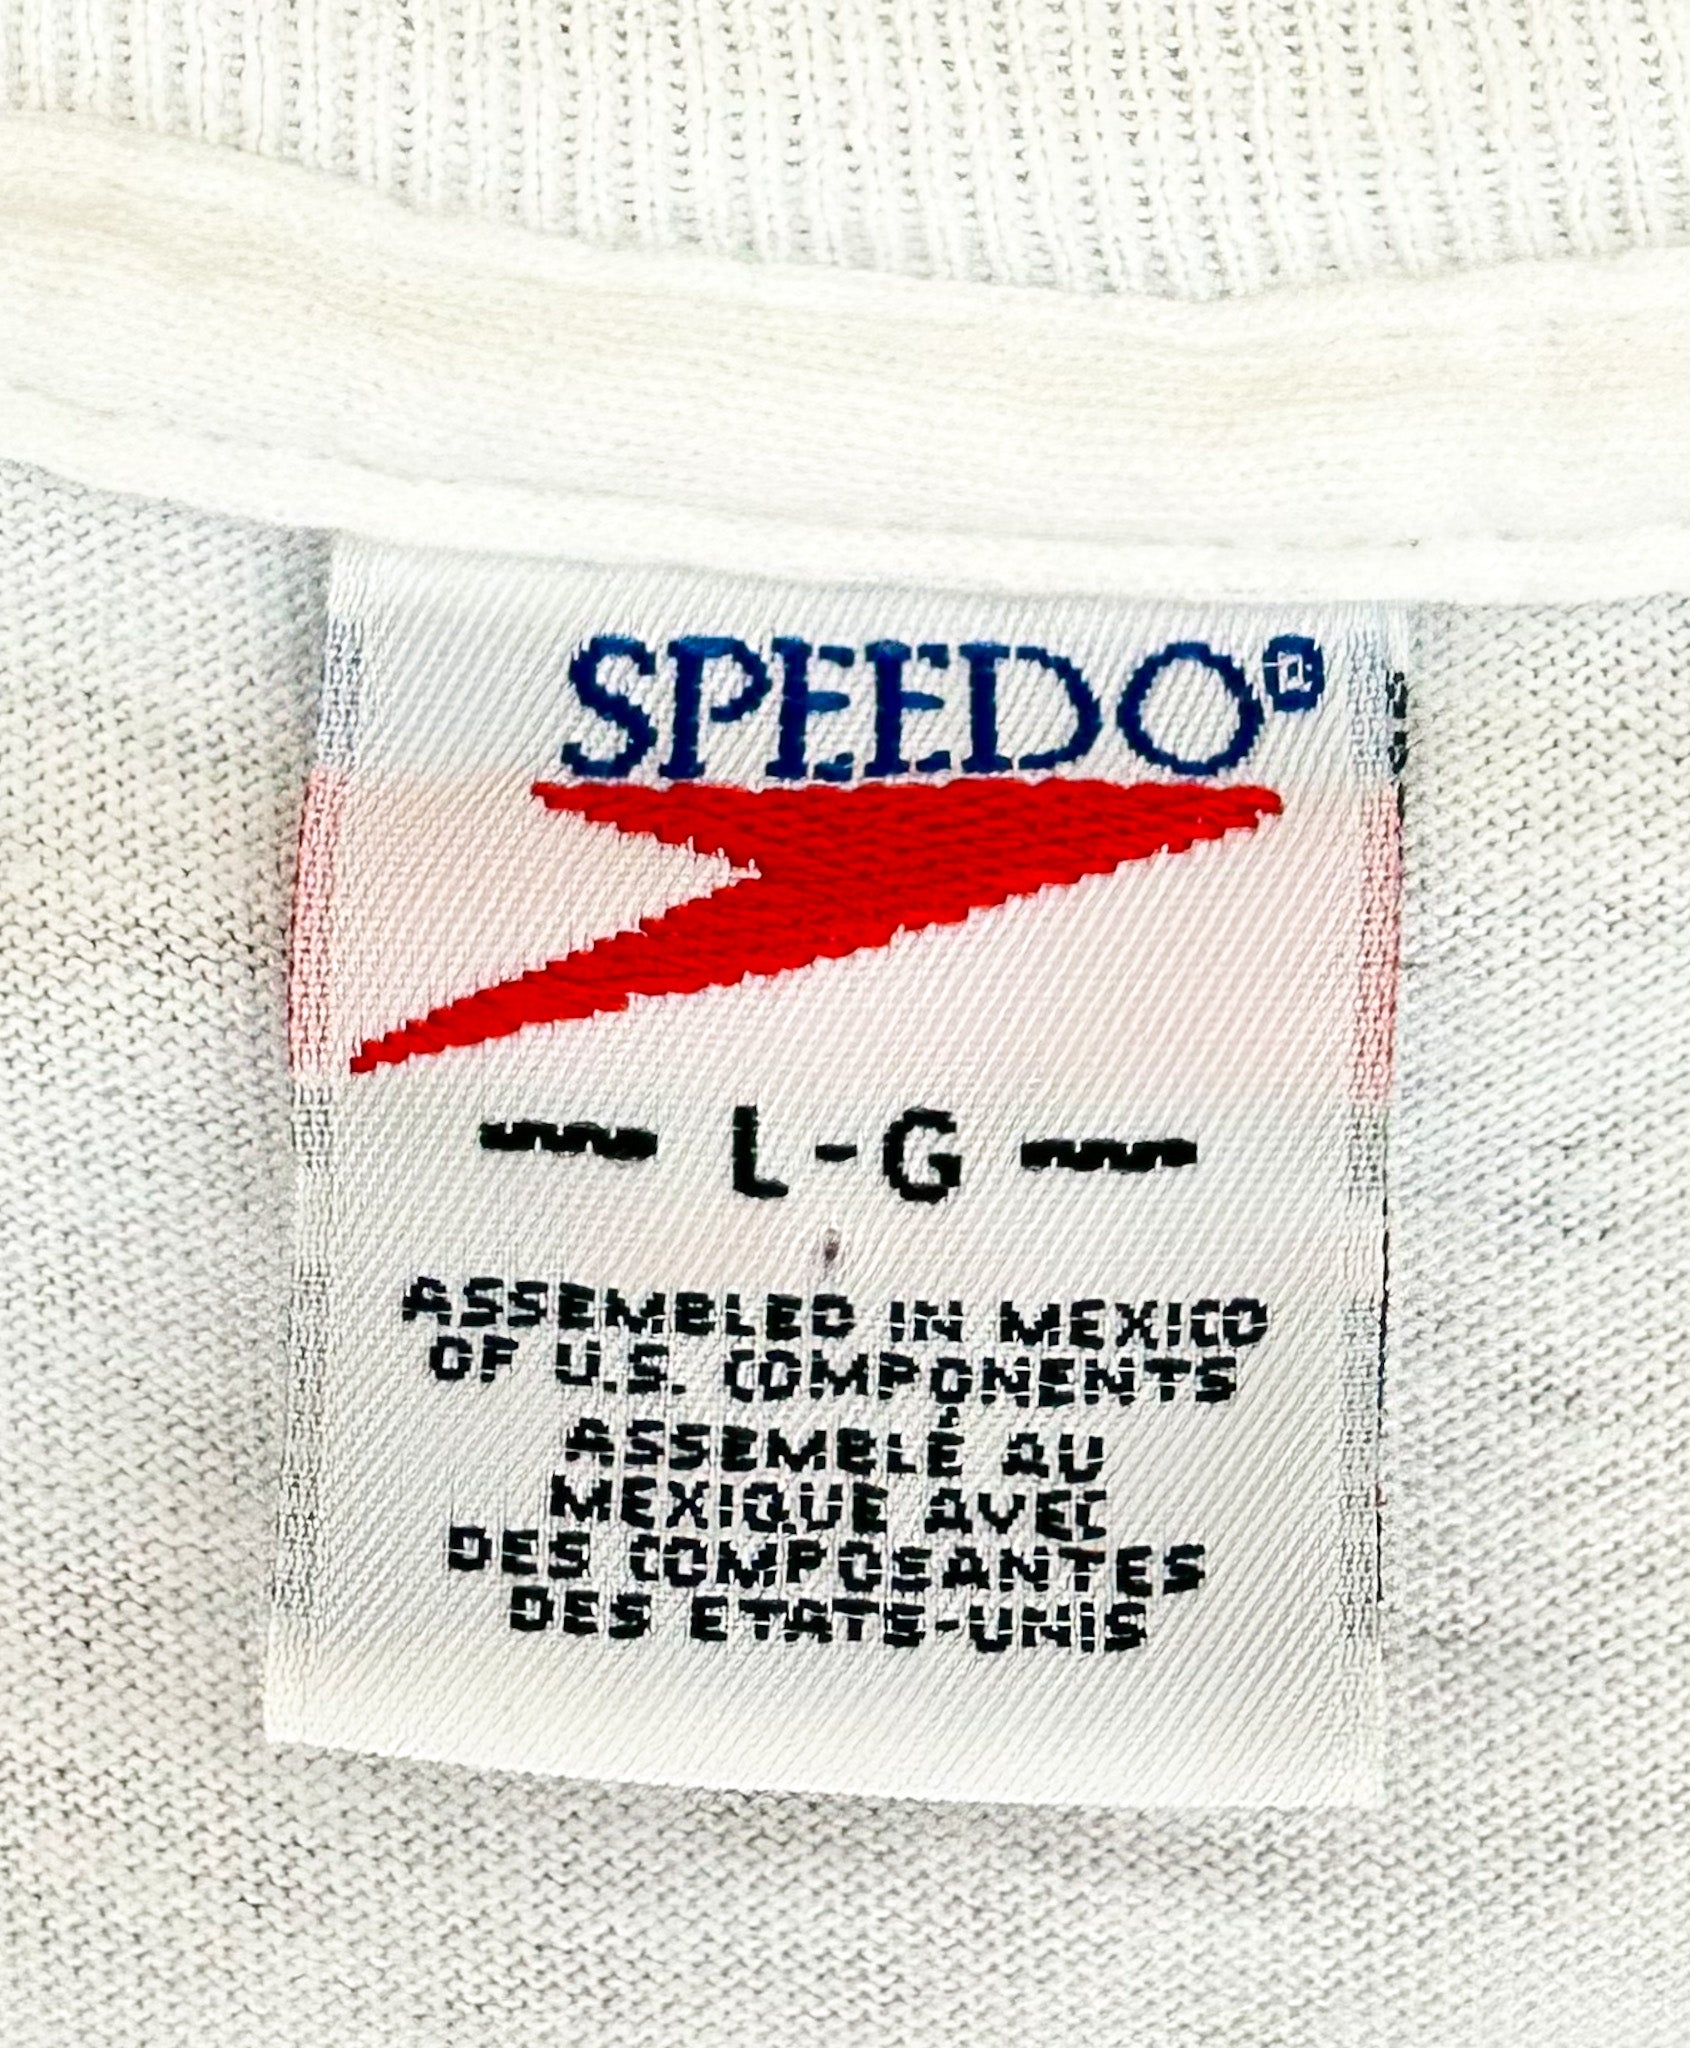 SPEEDO®
L-G
ASSEMBLED IN MEXICO
OF U.S. COMPONENTS
ASSEMBLÉ AU
MEXIQUE AVEC
DES COMPOSANTES
DES ETATS-UNIS